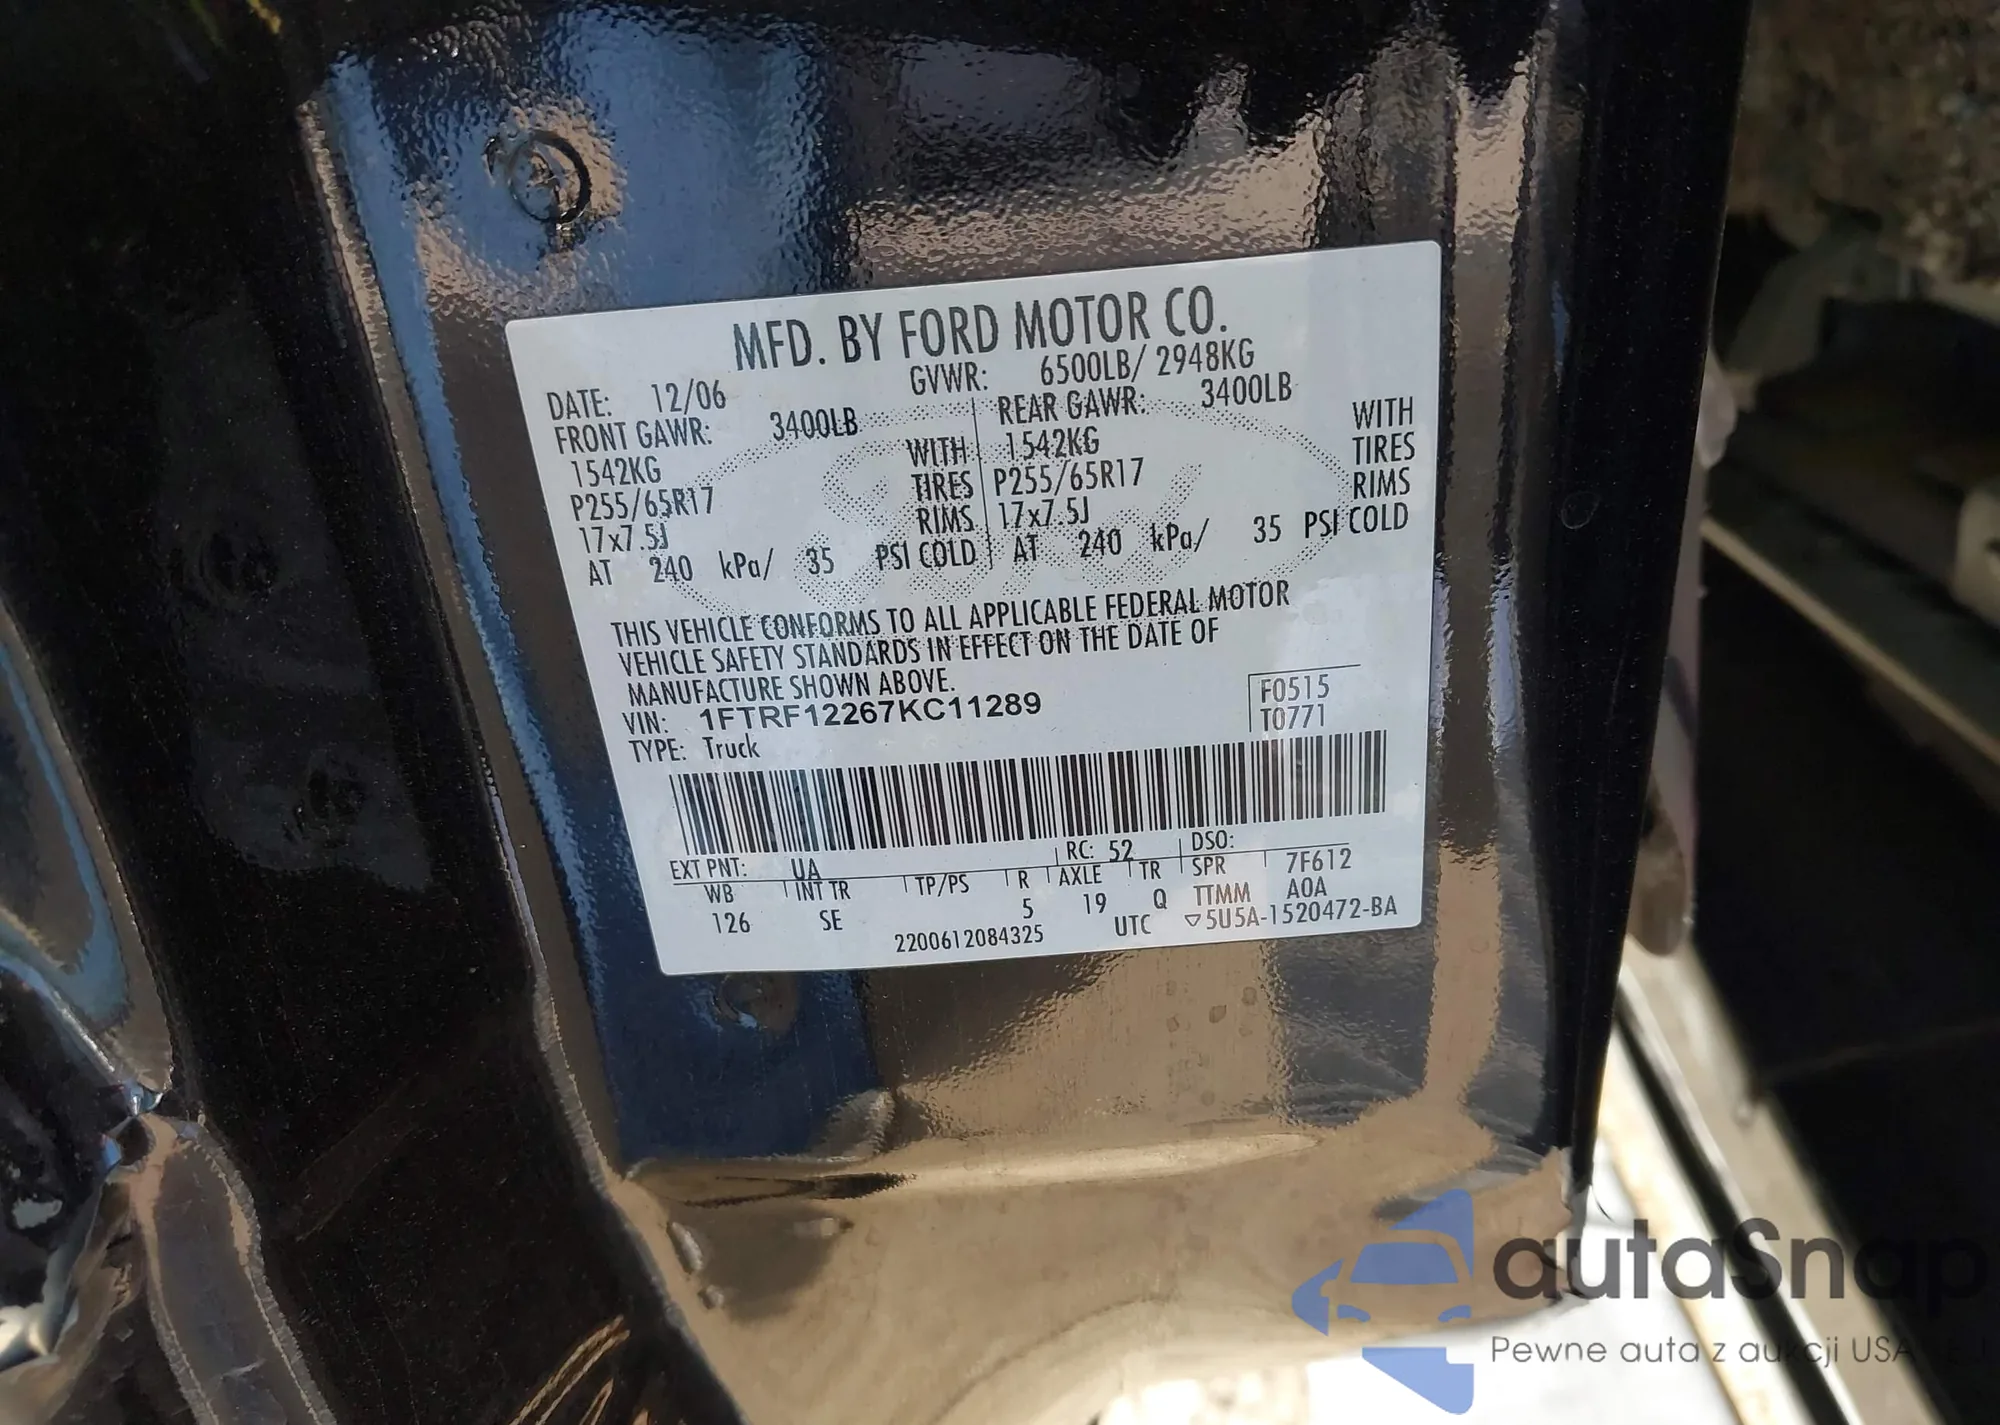 MFD. BY FORD MOTOR CO.
DATE: 12/06 GVWR: 6500LB/ 2948KG
FRONT GAWR: 3400LB REAR GAWR: 3400LB
1542KG WITH 1542KG WITH
P255/65R17 TIRES P255/65R17 TIRES
17x7.5J RIMS 17x7.5J RIMS
AT 240 kPa/ 35 PSI COLD AT 240 kPa/ 35 PSI COLD
THIS VEHICLE CONFORMS TO ALL APPLICABLE FEDERAL MOTOR
VEHICLE SAFETY STANDARDS IN EFFECT ON THE DATE OF
MANUFACTURE SHOWN ABOVE.
VIN: 1FTRF12267KC11289 F0515
TYPE: Truck T0771
EXT PNT: UA RC: 52 DSO:
WB INT TR TP/PS R AXLE TR SPR 7F612
126 SE 5 19 Q TTMM A0A
2200612084325 UTC ▽5U5A-1520472-BA
autaSnap
Pewne auta z aukcji USA